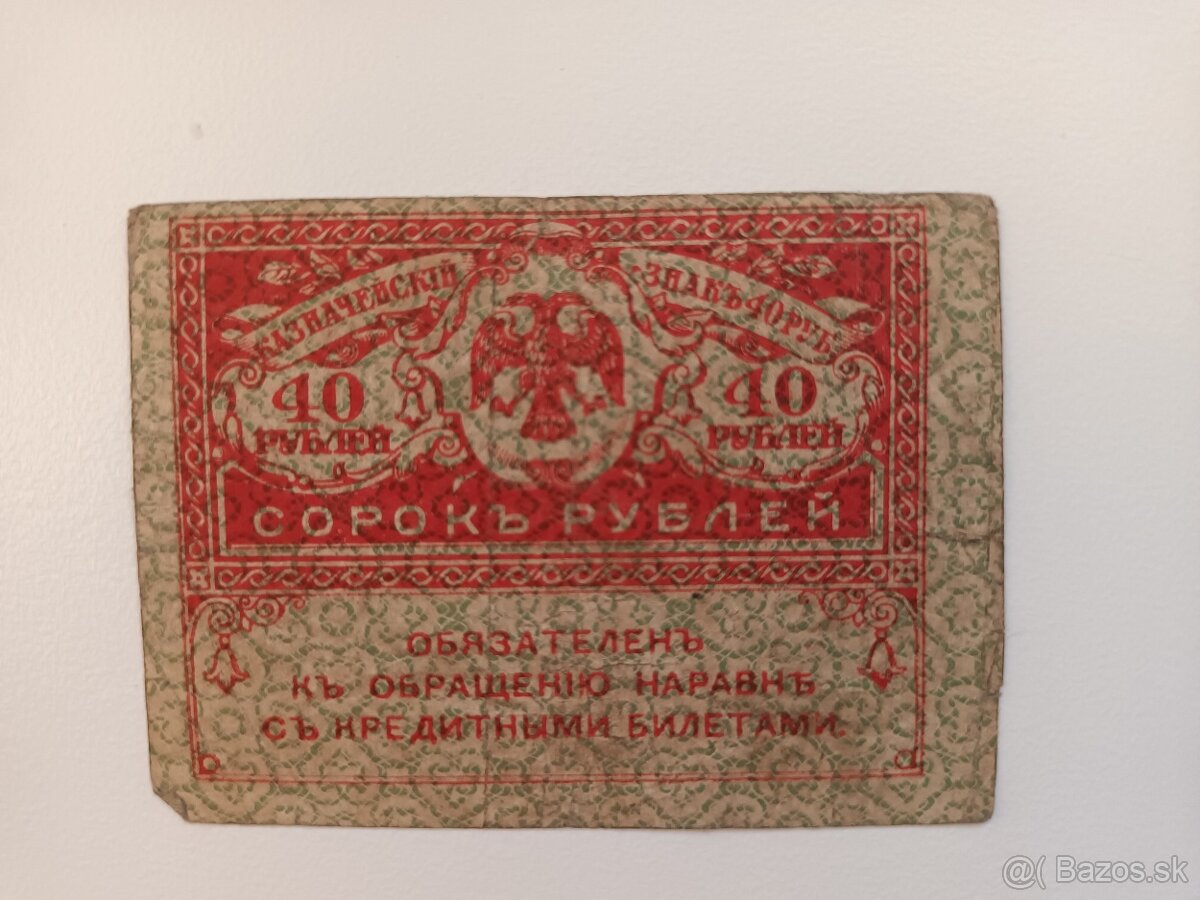 КАЗНАЧЕЙСКІЙ ЗНАКЪ 40 РУБ.
40 40
РУБЛЕЙ РУБЛЕЙ
СОРОКЪ РУБЛЕЙ
ОБЯЗАТЕЛЕНЪ
КЪ ОБРАЩЕНІЮ НАРАВНѢ
СЪ КРЕДИТНЫМИ БИЛЕТАМИ.
@( Bazos.sk